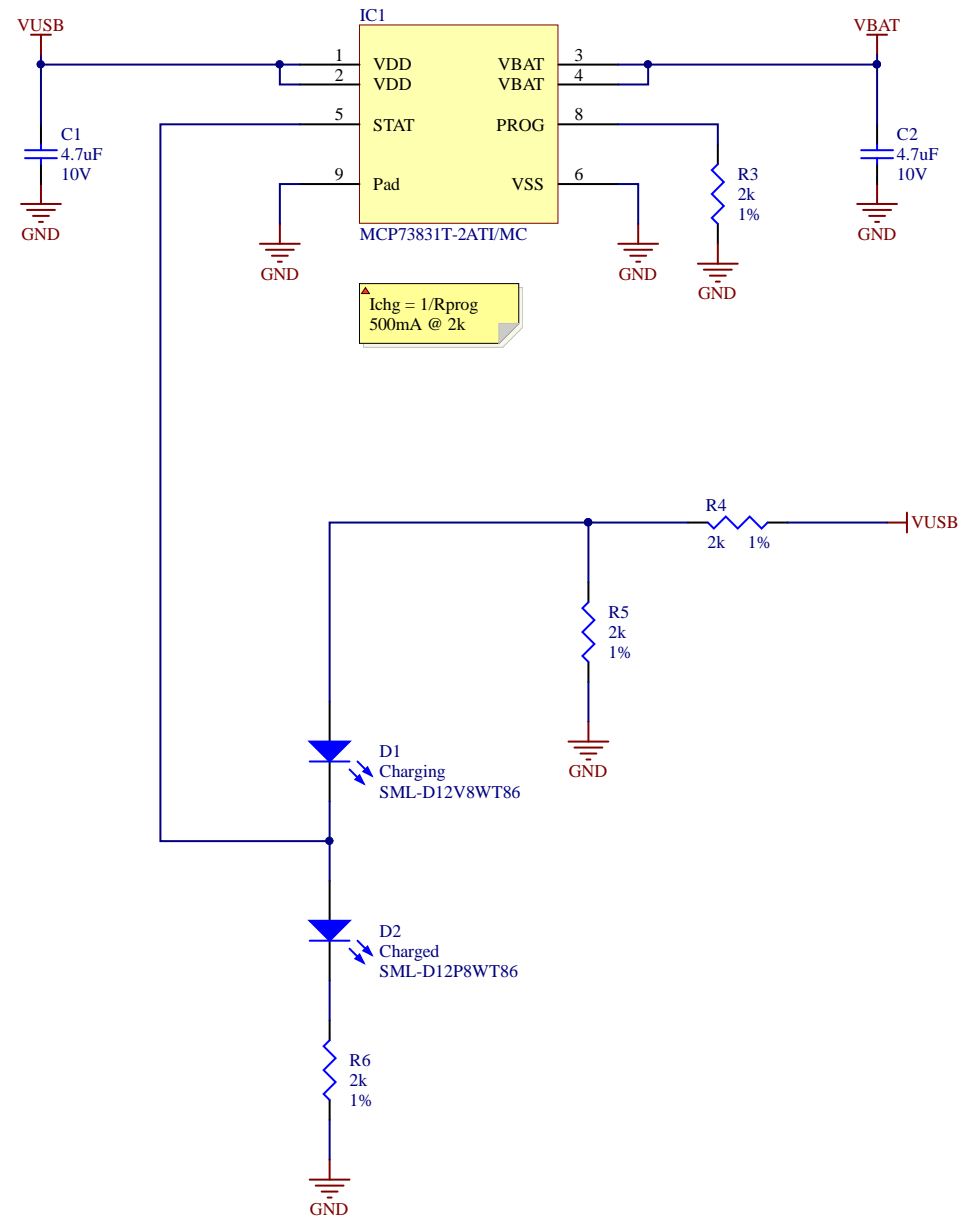 VUSB
IC1
VBAT
1
VDD
VBAT
3
2
VDD
VBAT
4
5
STAT
PROG
8
9
Pad
VSS
6
C1
4.7uF
10V
GND
R3
2k
1%
C2
4.7uF
10V
GND
GND
MCP73831T-2ATI/MC
GND
GND
Ichg = 1/Rprog
500mA @ 2k
R4
2k 1%
VUSB
R5
2k
1%
GND
D1
Charging
SML-D12V8WT86
D2
Charged
SML-D12P8WT86
R6
2k
1%
GND